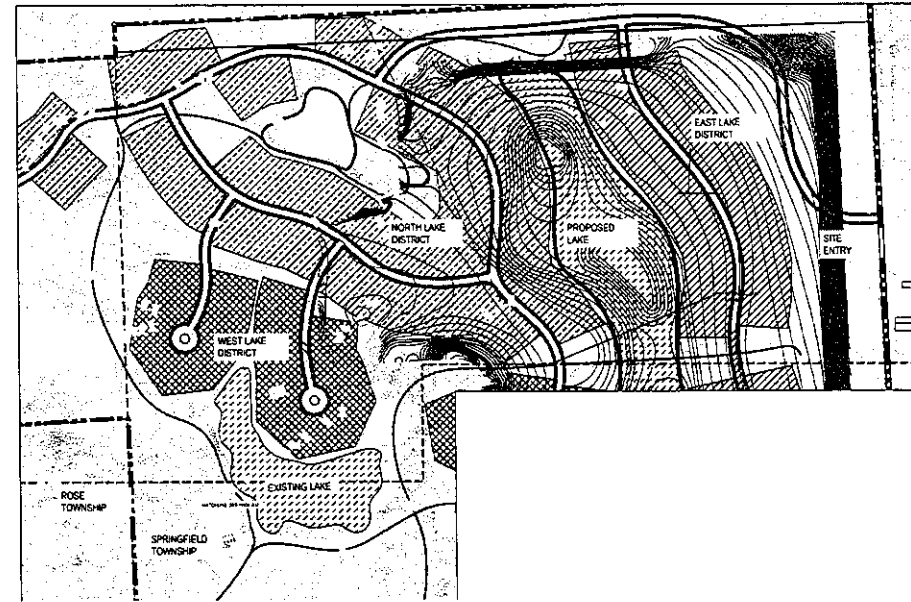 EAST LAKE
DISTRICT
NORTH LAKE
DISTRICT
PROPOSED
LAKE
SITE
ENTRY
WEST LAKE
DISTRICT
EXISTING LAKE
ROSE
TOWNSHIP
SPRINGFIELD
TOWNSHIP